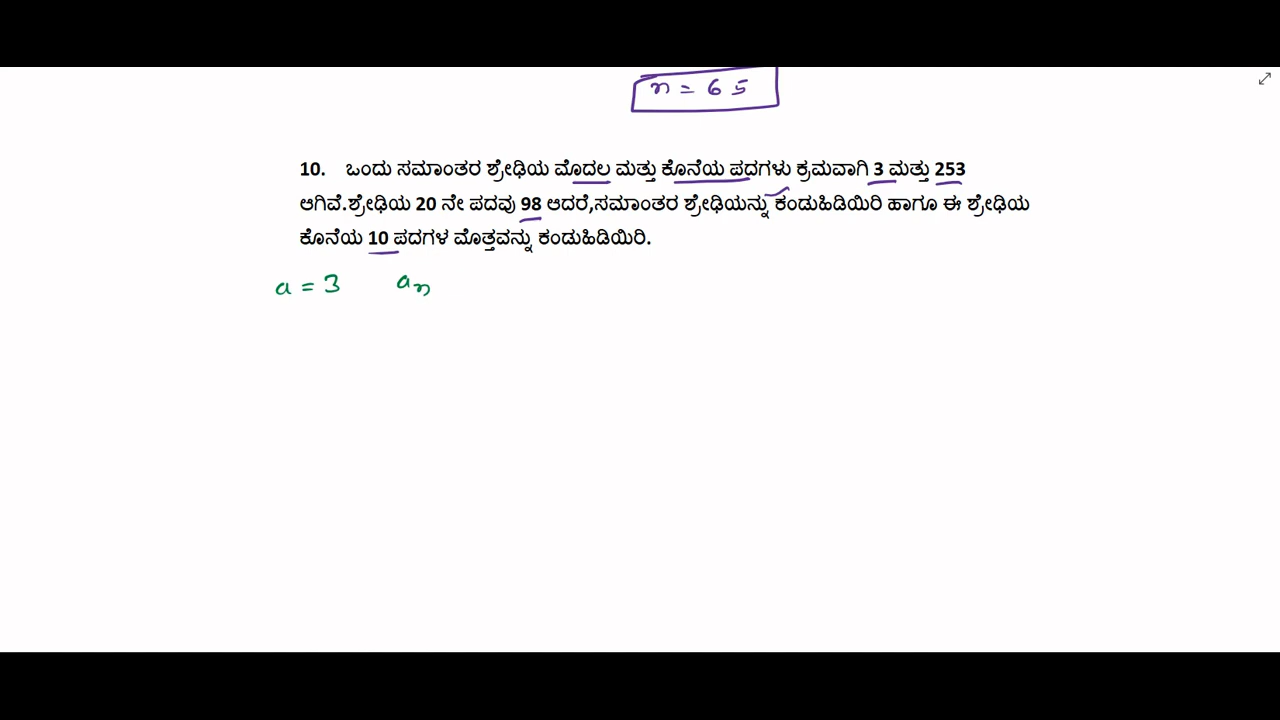 n = 65
10. ಒಂದು ಸಮಾಂತರ ಶ್ರೇಢಿಯ ಮೊದಲ ಮತ್ತು ಕೊನೆಯ ಪದಗಳು ಕ್ರಮವಾಗಿ 3 ಮತ್ತು 253
ಆಗಿವೆ.ಶ್ರೇಢಿಯ 20 ನೇ ಪದವು 98 ಆದರೆ,ಸಮಾಂತರ ಶ್ರೇಢಿಯನ್ನು ಕಂಡುಹಿಡಿಯಿರಿ ಹಾಗೂ ಈ ಶ್ರೇಢಿಯ
ಕೊನೆಯ 10 ಪದಗಳ ಮೊತ್ತವನ್ನು ಕಂಡುಹಿಡಿಯಿರಿ.
a = 3 aₙ